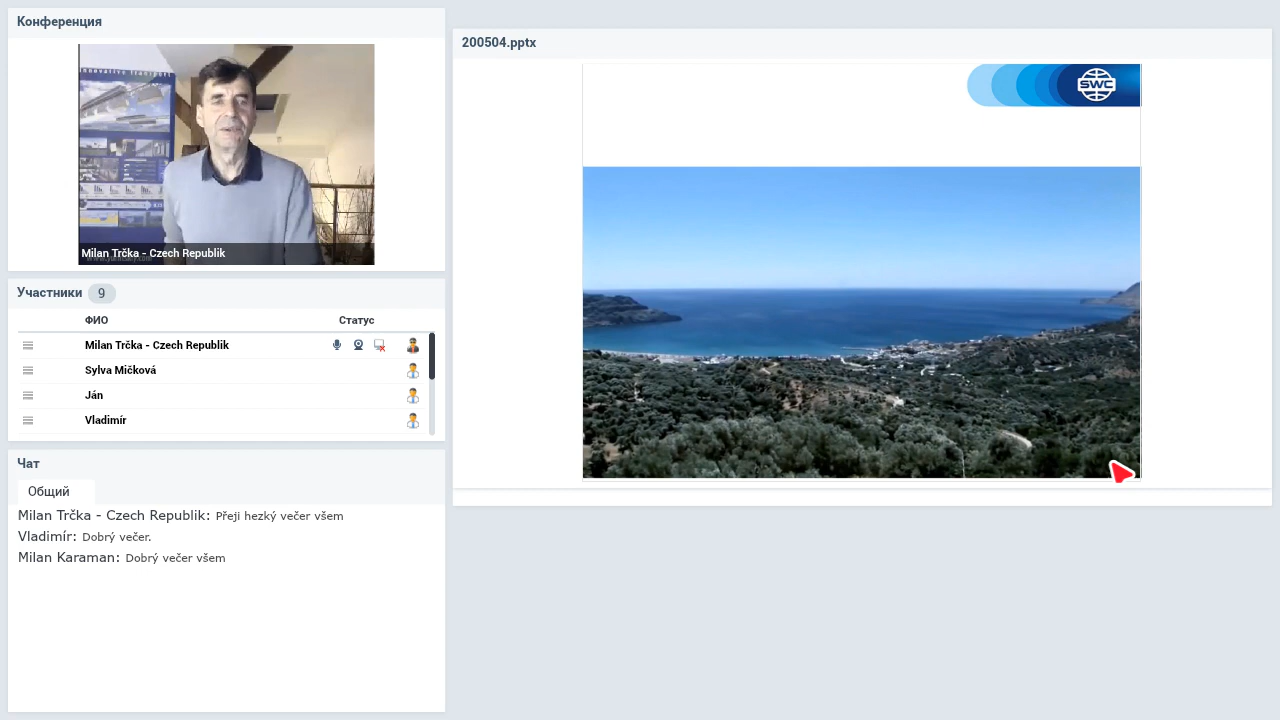 Конференция
Innovative Transport
Milan Trčka - Czech Republik
Участники 9
ФИО Статус
Milan Trčka - Czech Republik
Sylva Mičková
Ján
Vladimír
Чат
Общий
Milan Trčka - Czech Republik: Přeji hezký večer všem
Vladimír: Dobrý večer.
Milan Karaman: Dobrý večer všem
200504.pptx
SWC